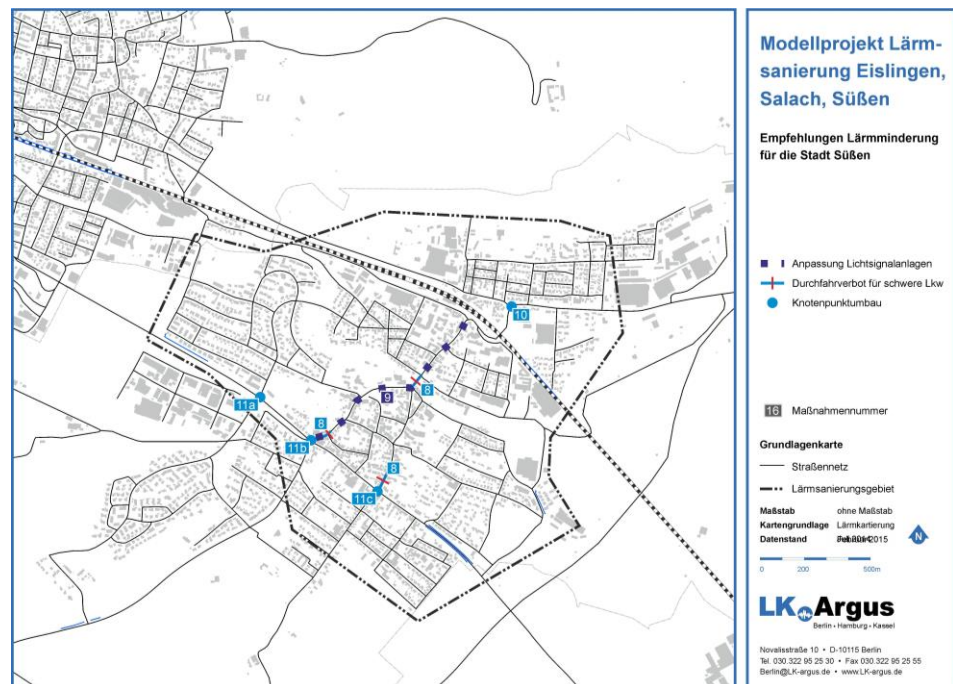 Modellprojekt Lärm-
sanierung Eislingen,
Salach, Süßen
Empfehlungen Lärmminderung
für die Stadt Süßen
Anpassung Lichtsignalanlagen
Durchfahrverbot für schwere Lkw
Knotenpunktumbau
16 Maßnahmennummer
Grundlagenkarte
Straßennetz
Lärmsanierungsgebiet
Maßstab ohne Maßstab
Kartengrundlage Lärmkartierung
Datenstand 2015
N
0 200 500m
LK Argus
Berlin • Hamburg • Kassel
Novalisstraße 10 • D-10115 Berlin
Tel. 030.322 95 25 30 • Fax 030.322 95 25 55
Berlin@LK-argus.de • www.LK-argus.de
10
8
9
11a
8
11b
8
11c